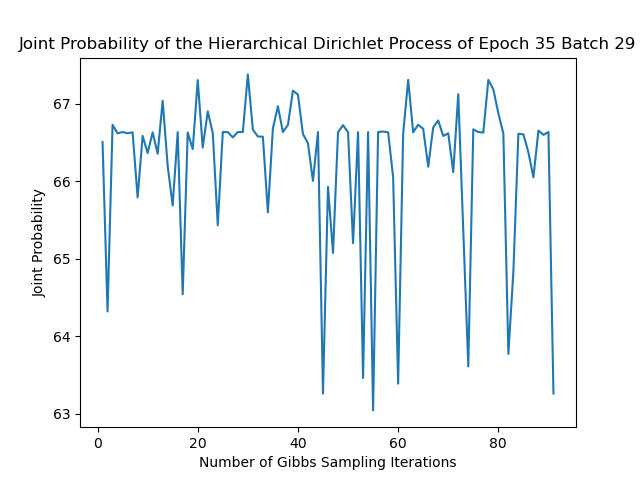 Joint Probability of the Hierarchical Dirichlet Process of Epoch 35 Batch 29
67
66
65
64
63
Joint Probability
0 20 40 60 80
Number of Gibbs Sampling Iterations